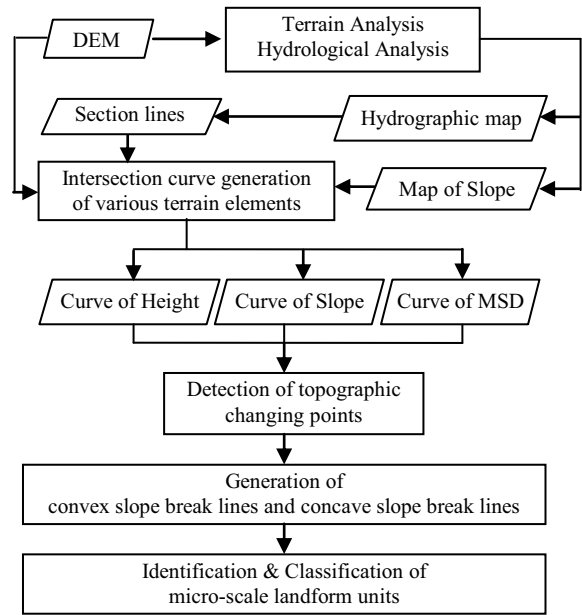 DEM
Terrain Analysis
Hydrological Analysis
Section lines
Hydrographic map
Intersection curve generation
of various terrain elements
Map of Slope
Curve of Height
Curve of Slope
Curve of MSD
Detection of topographic
changing points
Generation of
convex slope break lines and concave slope break lines
Identification & Classification of
micro-scale landform units